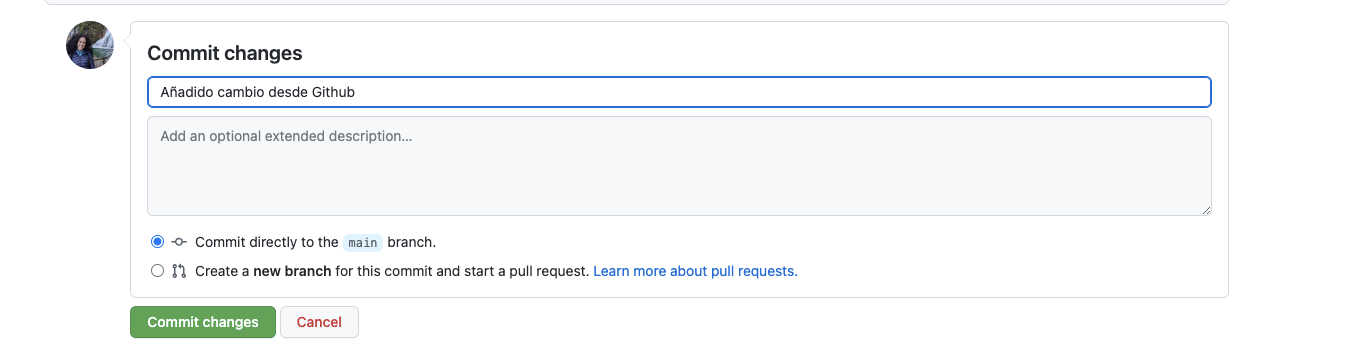 Commit changes
Añadido cambio desde Github
Add an optional extended description...
Commit directly to the main branch.
Create a new branch for this commit and start a pull request. Learn more about pull requests.
Commit changes
Cancel